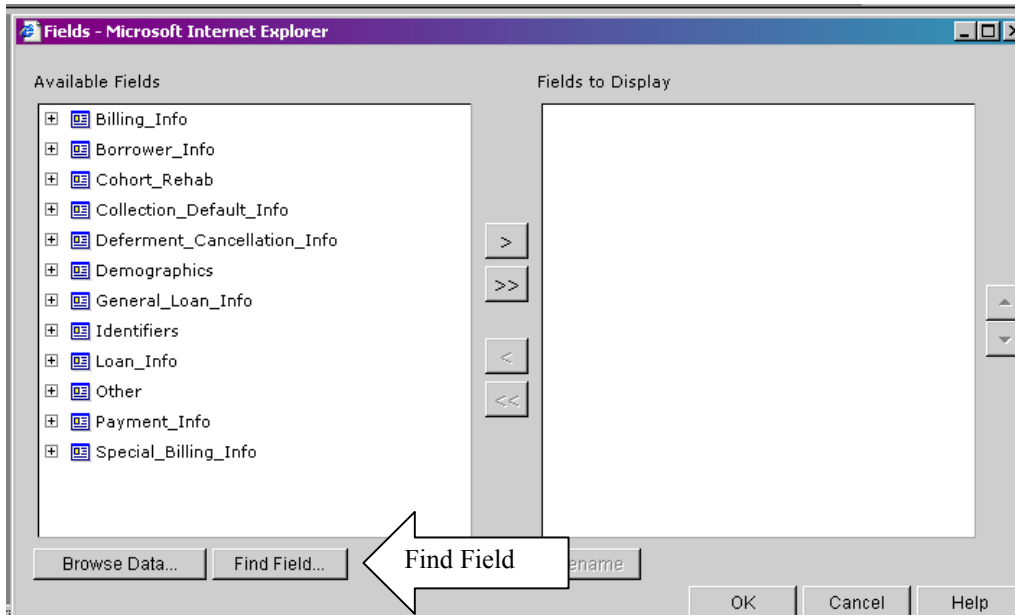 Fields - Microsoft Internet Explorer
Available Fields
Fields to Display
Billing_Info
Borrower_Info
Cohort_Rehab
Collection_Default_Info
Deferment_Cancellation_Info
Demographics
General_Loan_Info
Identifiers
Loan_Info
Other
Payment_Info
Special_Billing_Info
>
>>
<
<<
Browse Data...
Find Field...
Find Field
ename
OK
Cancel
Help